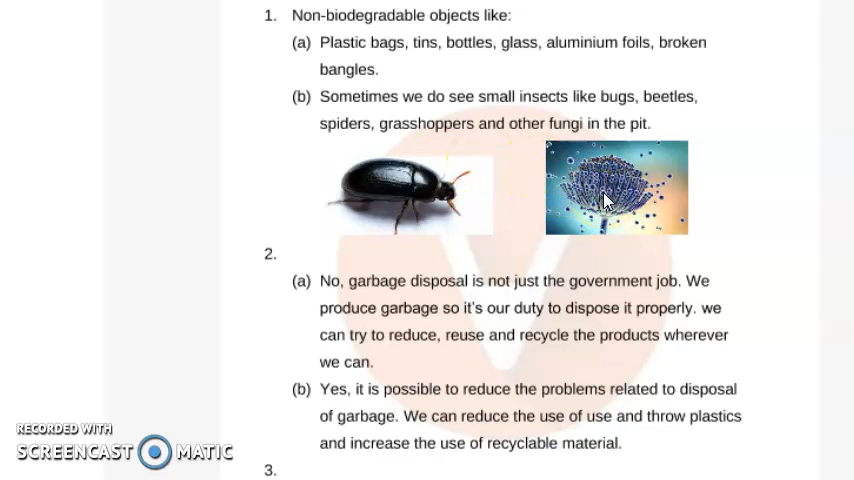 1. Non-biodegradable objects like:
(a) Plastic bags, tins, bottles, glass, aluminium foils, broken
bangles.
(b) Sometimes we do see small insects like bugs, beetles,
spiders, grasshoppers and other fungi in the pit.
2.
(a) No, garbage disposal is not just the government job. We
produce garbage so it's our duty to dispose it properly. we
can try to reduce, reuse and recycle the products wherever
we can.
(b) Yes, it is possible to reduce the problems related to disposal
of garbage. We can reduce the use of use and throw plastics
and increase the use of recyclable material.
3.
RECORDED WITH
SCREENCAST MATIC